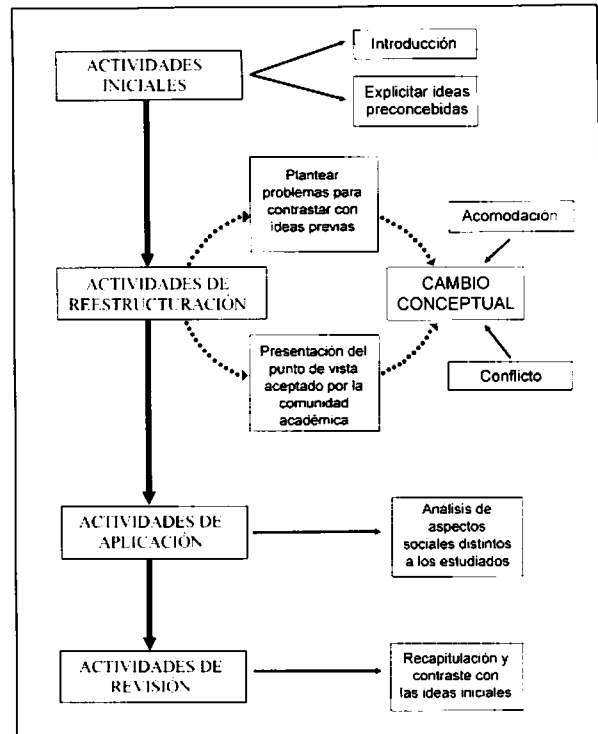 ACTIVIDADES
INICIALES
Introducción
Explicitar ideas
preconcebidas
Plantear
problemas para
contrastar con
ideas previas
Acomodación
ACTIVIDADES DE
REESTRUCTURACIÓN
CAMBIO
CONCEPTUAL
Presentación del
punto de vista
aceptado por la
comunidad
académica
Conflicto
ACTIVIDADES DE
APLICACIÓN
Análisis de
aspectos
sociales distintos
a los estudiados
ACTIVIDADES DE
REVISIÓN
Recapitulación y
contraste con
las ideas iniciales